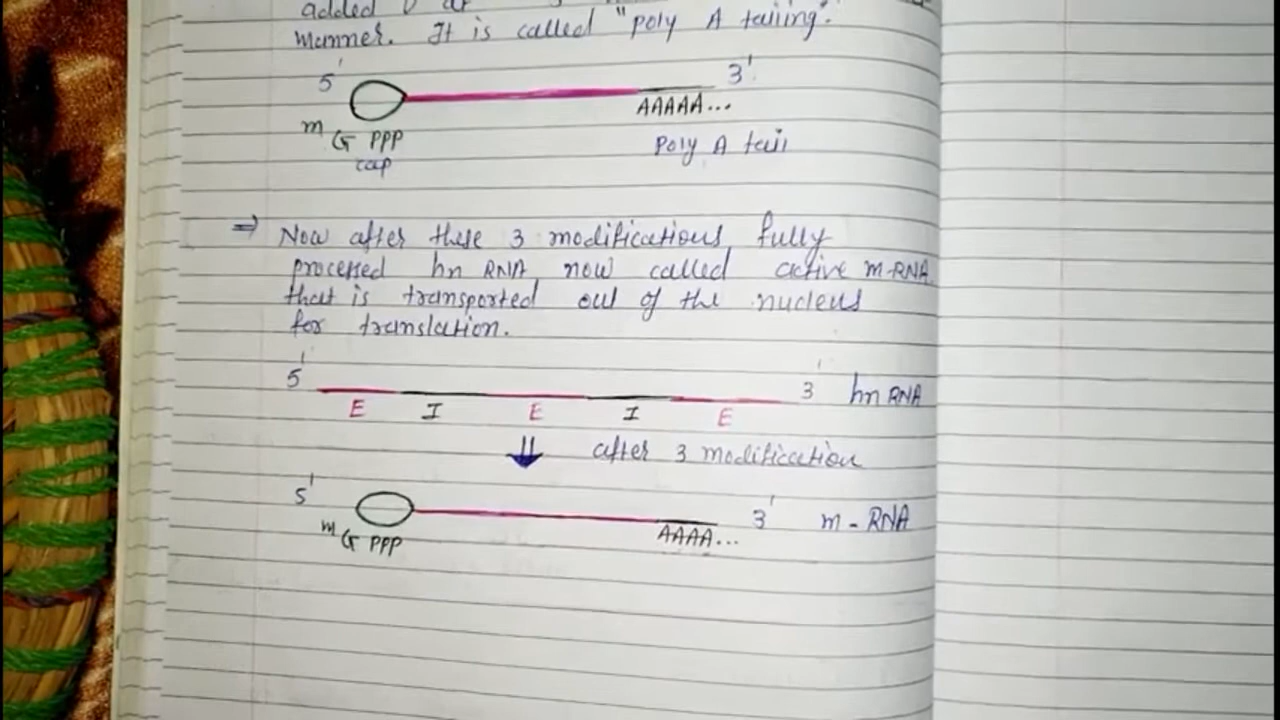 added
manner. It is called "poly A tailing".
5' 3'
AAAAA...
m G PPP
cap
Poly A tail
⇒ Now after these 3 modifications, fully
processed hn RNA, now called active m-RNA
that is transported out of the nucleus
for translation.
5' 3' hn RNA
E I E I E
after 3 modification
5' 3' m-RNA
m G PPP AAAA...